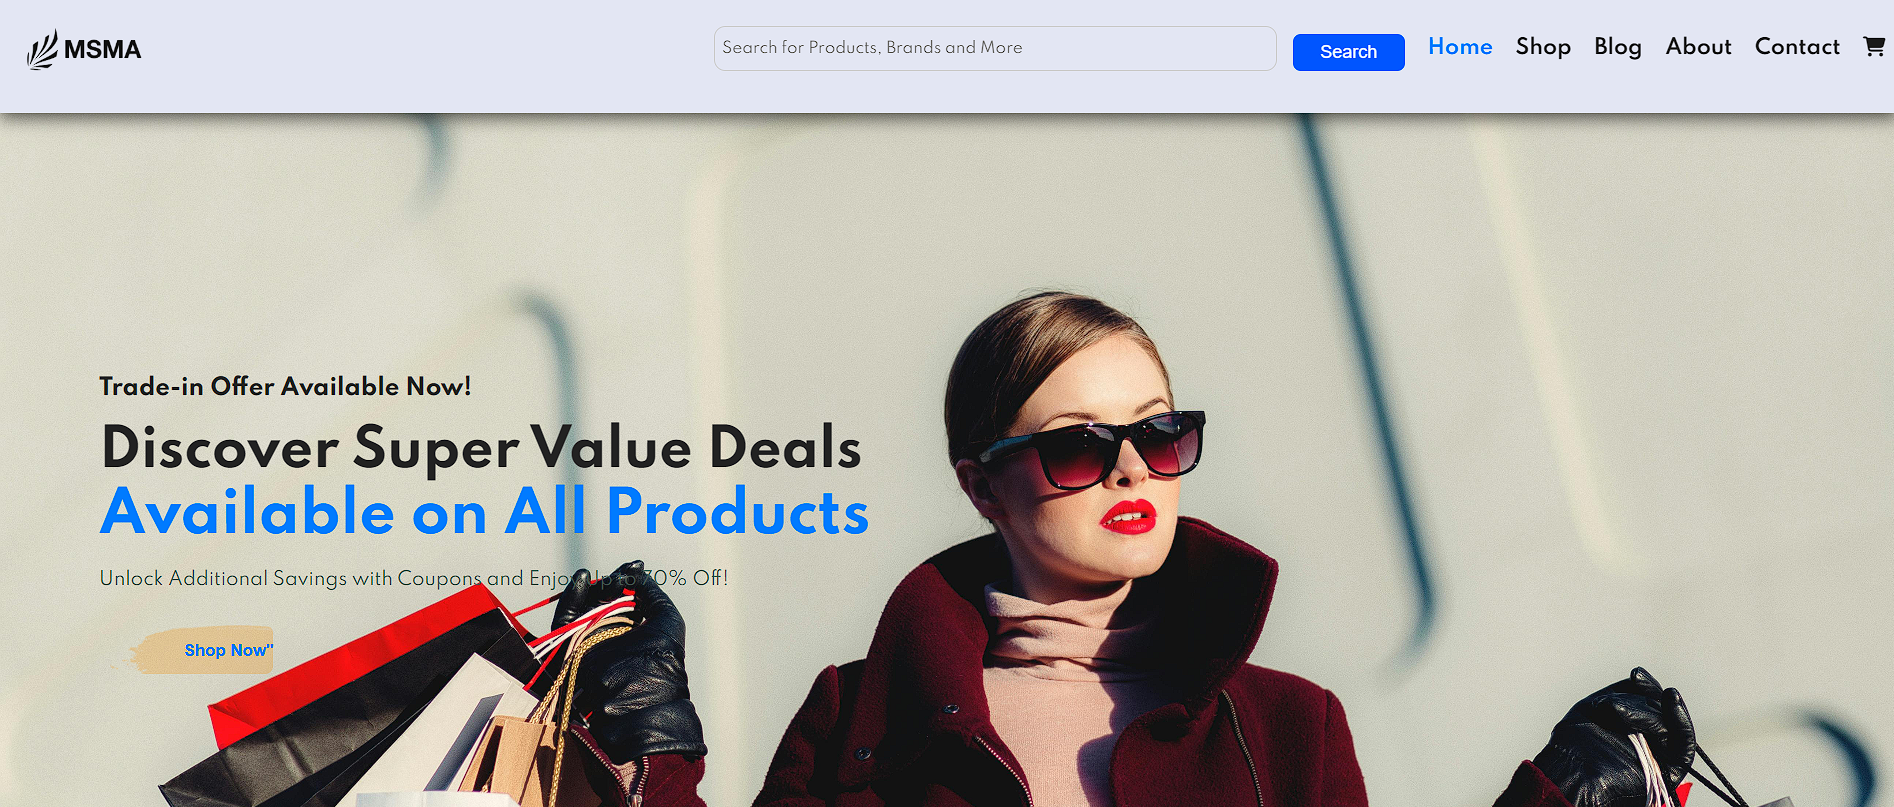 MSMA
Search for Products, Brands and More
Search
Home Shop Blog About Contact
Trade-in Offer Available Now!
Discover Super Value Deals
Available on All Products
Unlock Additional Savings with Coupons and Enjoy Up to 70% Off!
Shop Now"